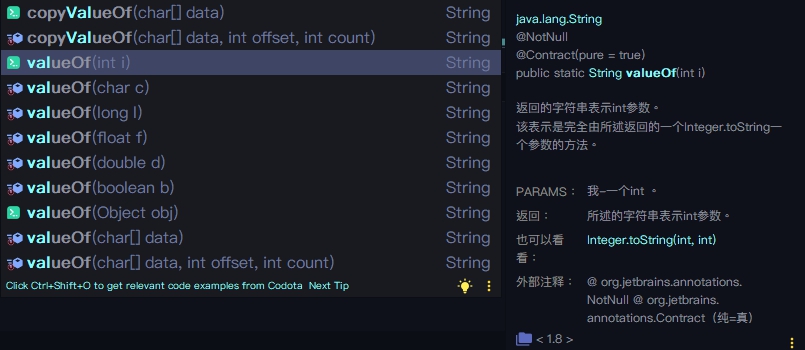 copyValueOf(char[] data) String
copyValueOf(char[] data, int offset, int count) String
valueOf(int i) String
valueOf(char c) String
valueOf(long l) String
valueOf(float f) String
valueOf(double d) String
valueOf(boolean b) String
valueOf(Object obj) String
valueOf(char[] data) String
valueOf(char[] data, int offset, int count) String
Click Ctrl+Shift+O to get relevant code examples from Codota Next Tip
java.lang.String
@NotNull
@Contract(pure = true)
public static String valueOf(int i)
返回的字符串表示int参数。
该表示是完全由所述返回的一个Integer.toString一
个参数的方法。
PARAMS： 我–一个int 。
返回： 所述的字符串表示int参数。
也可以看 Integer.toString(int, int)
看：
外部注释： @ org.jetbrains.annotations.
NotNull @ org.jetbrains.
annotations.Contract（纯=真）
< 1.8 >